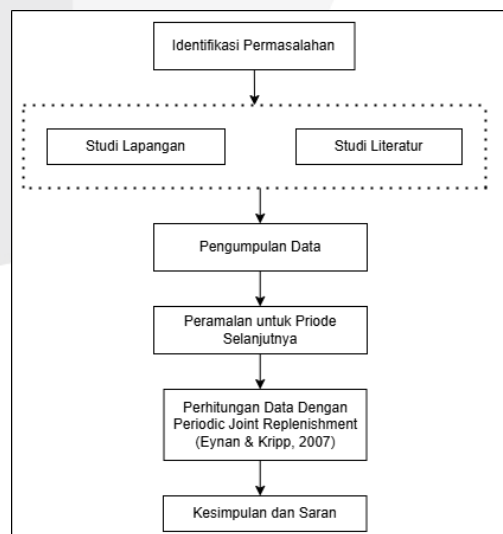 Identifikasi Permasalahan
Studi Lapangan
Studi Literatur
Pengumpulan Data
Peramalan untuk Priode
Selanjutnya
Perhitungan Data Dengan
Periodic Joint Replenishment
(Eynan & Kripp, 2007)
Kesimpulan dan Saran